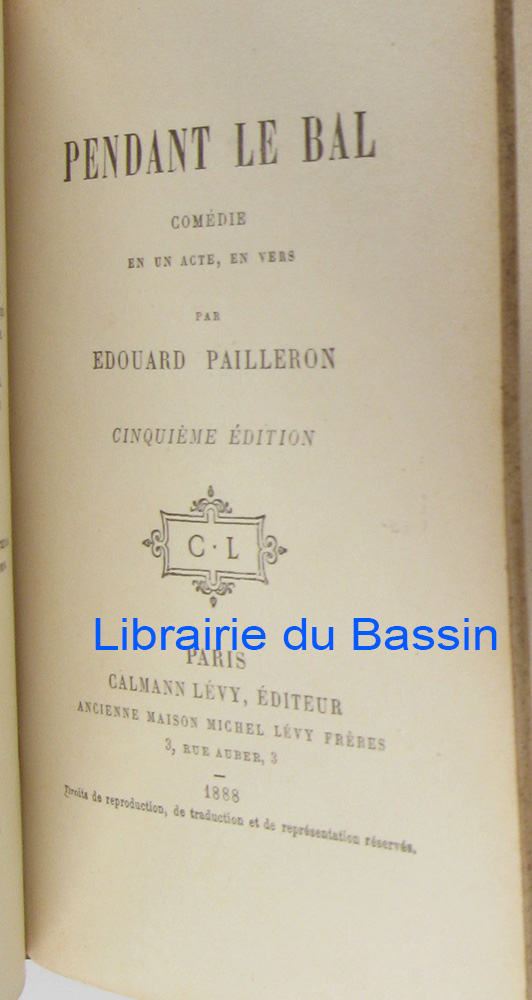 PENDANT LE BAL
COMÉDIE
EN UN ACTE, EN VERS
PAR
EDOUARD PAILLERON
CINQUIÈME ÉDITION
C·L
Librairie du Bassin
PARIS
CALMANN LÉVY, ÉDITEUR
ANCIENNE MAISON MICHEL LÉVY FRÈRES
3, RUE AUBER, 3
1888
Droits de reproduction, de traduction et de représentation réservés.